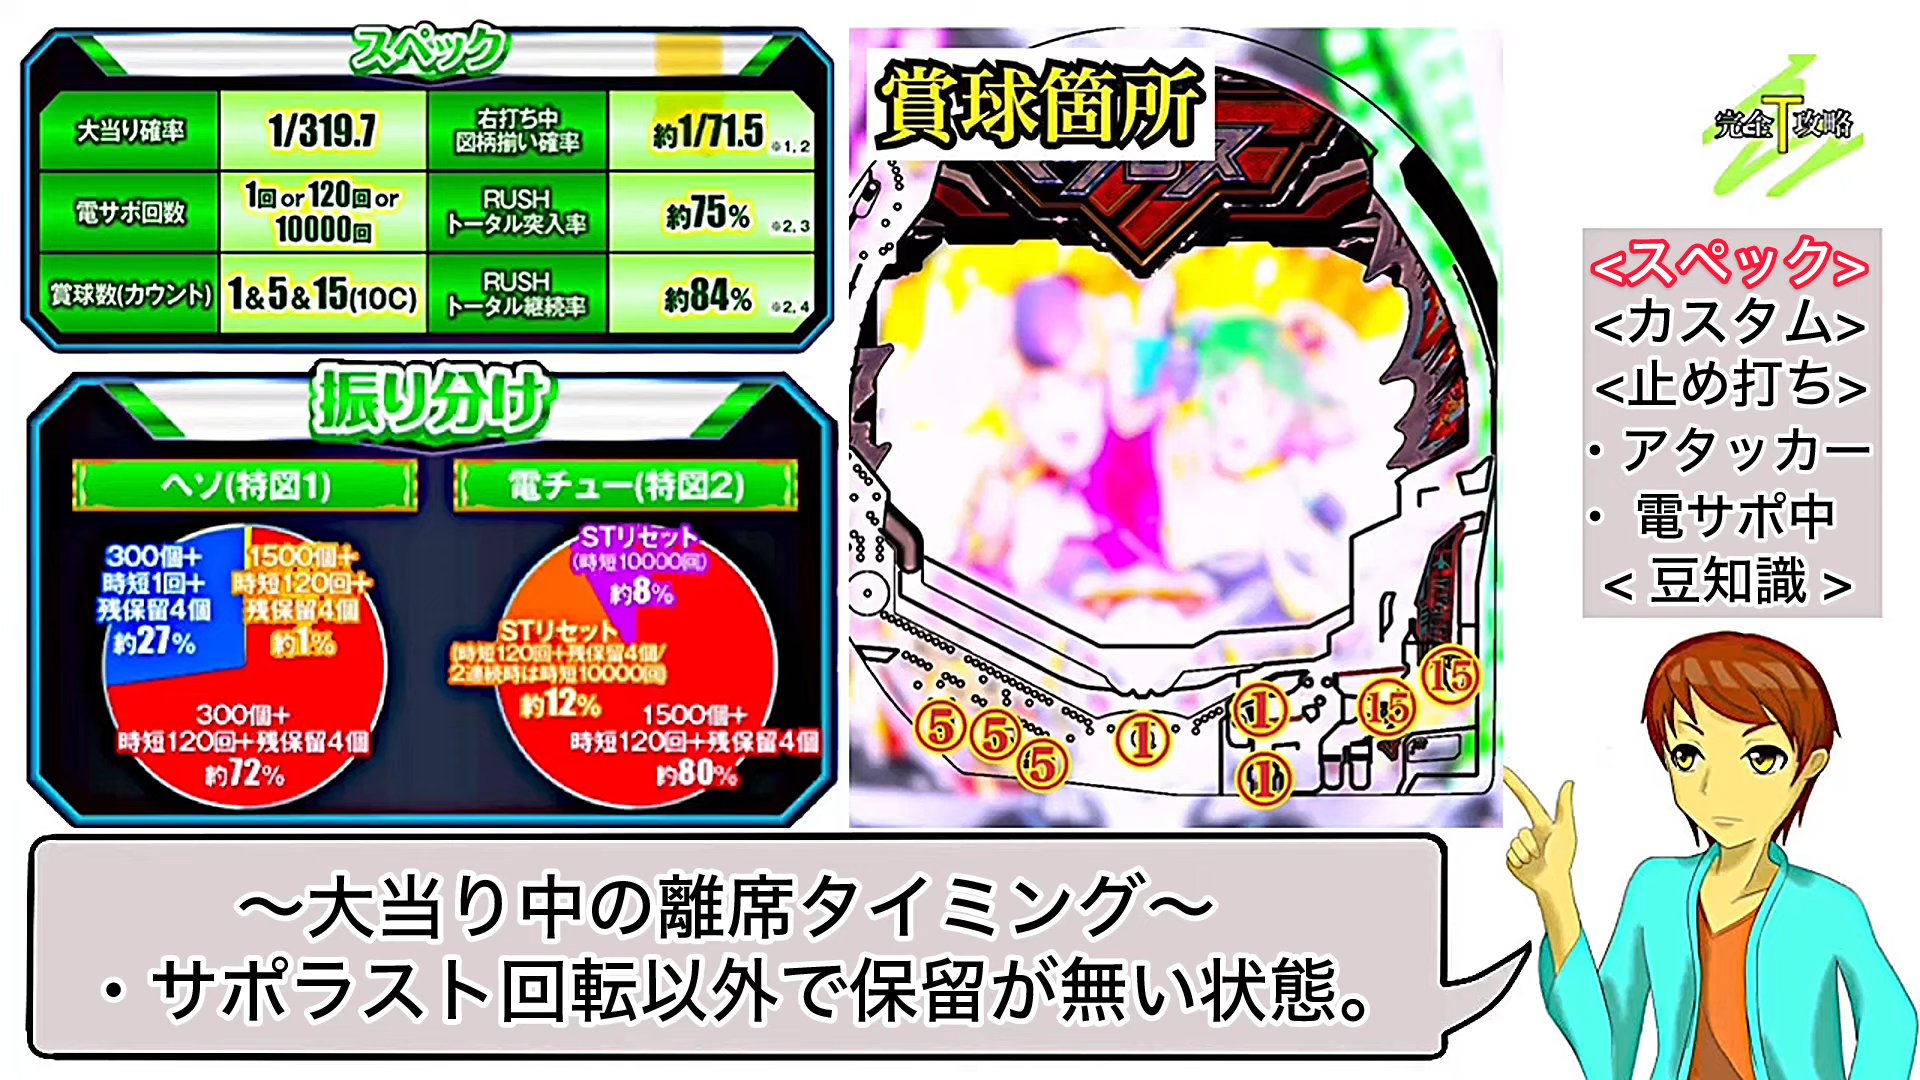 スペック
大当り確率
1/319.7
右打ち中
図柄揃い確率
約1/71.5 ※1,2
電サポ回数
1回or120回or
10000回
RUSH
トータル突入率
約75% ※2,3
賞球数(カウント)
1&5&15(10C)
RUSH
トータル継続率
約84% ※2,4
振り分け
ヘソ(特図1)
300個+
時短1回+
残保留4個
約27%
1500個+
時短120回+
残保留4個
約1%
300個+
時短120回+残保留4個
約72%
電チュー(特図2)
STリセット
(時短10000回)
約8%
STリセット
(時短120回+残保留4個/
2連続時は時短10000回)
約12%
1500個+
時短120回+残保留4個
約80%
賞球箇所
⑤
⑤
⑤
①
①
①
⑮
⑮
完全T攻略
<スペック>
<カスタム>
<止め打ち>
・アタッカー
・電サポ中
<豆知識>
～大当り中の離席タイミング～
・サポラスト回転以外で保留が無い状態。